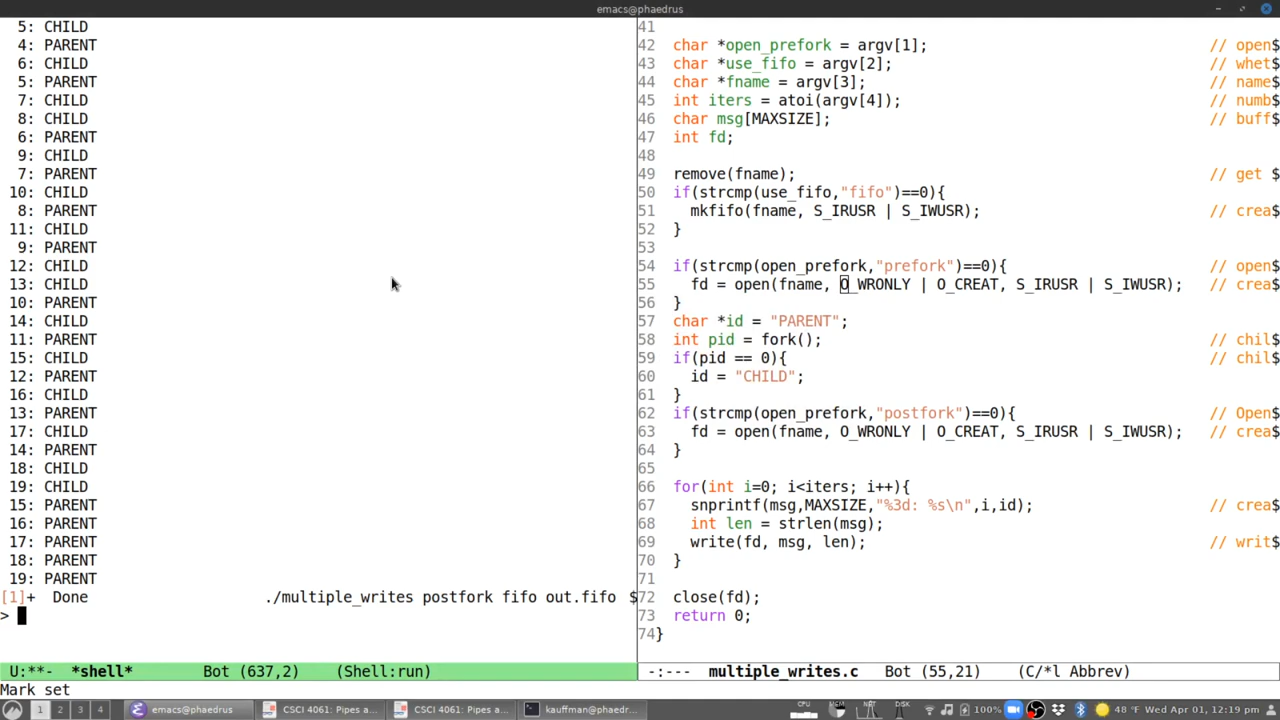 emacs@phaedrus
5: CHILD
4: PARENT
6: CHILD
5: PARENT
7: CHILD
8: CHILD
6: PARENT
9: CHILD
7: PARENT
10: CHILD
8: PARENT
11: CHILD
9: PARENT
12: CHILD
13: CHILD
10: PARENT
14: CHILD
11: PARENT
15: CHILD
12: PARENT
16: CHILD
13: PARENT
17: CHILD
14: PARENT
18: CHILD
19: CHILD
15: PARENT
16: PARENT
17: PARENT
18: PARENT
19: PARENT
[1]+  Done                    ./multiple_writes postfork fifo out.fifo $
>
U:**-  *shell*        Bot (637,2)    (Shell:run)
41
42  char *open_prefork = argv[1];                                // open$
43  char *use_fifo = argv[2];                                    // whet$
44  char *fname = argv[3];                                       // name$
45  int iters = atoi(argv[4]);                                   // numb$
46  char msg[MAXSIZE];                                           // buff$
47  int fd;
48
49  remove(fname);                                               // get $
50  if(strcmp(use_fifo,"fifo")==0){
51    mkfifo(fname, S_IRUSR | S_IWUSR);                          // crea$
52  }
53
54  if(strcmp(open_prefork,"prefork")==0){                       // open$
55    fd = open(fname, O_WRONLY | O_CREAT, S_IRUSR | S_IWUSR);   // crea$
56  }
57  char *id = "PARENT";
58  int pid = fork();                                            // chil$
59  if(pid == 0){                                                // chil$
60    id = "CHILD";
61  }
62  if(strcmp(open_prefork,"postfork")==0){                      // Open$
63    fd = open(fname, O_WRONLY | O_CREAT, S_IRUSR | S_IWUSR);   // crea$
64  }
65
66  for(int i=0; i<iters; i++){
67    snprintf(msg,MAXSIZE,"%3d: %s\n",i,id);                    // crea$
68    int len = strlen(msg);
69    write(fd, msg, len);                                       // writ$
70  }
71
72  close(fd);
73  return 0;
74}
-:---  multiple_writes.c   Bot (55,21)    (C/*l Abbrev)
Mark set
1 2 3 4 emacs@phaedrus CSCI 4061: Pipes a... CSCI 4061: Pipes a... kauffman@phaedr... CPU MEM NET DISK 100% 48 °F Wed Apr 01, 12:19 PM